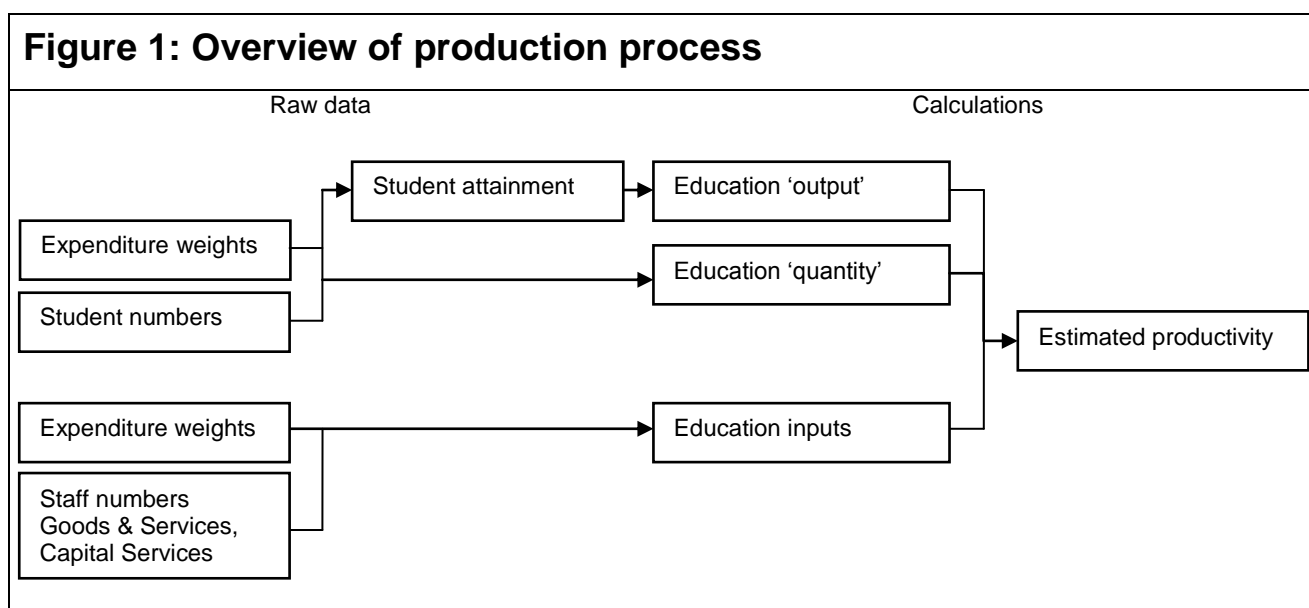 Figure 1: Overview of production process
Raw data
Calculations
Student attainment
Education ‘output’
Expenditure weights
Education ‘quantity’
Student numbers
Estimated productivity
Expenditure weights
Education inputs
Staff numbers
Goods & Services,
Capital Services